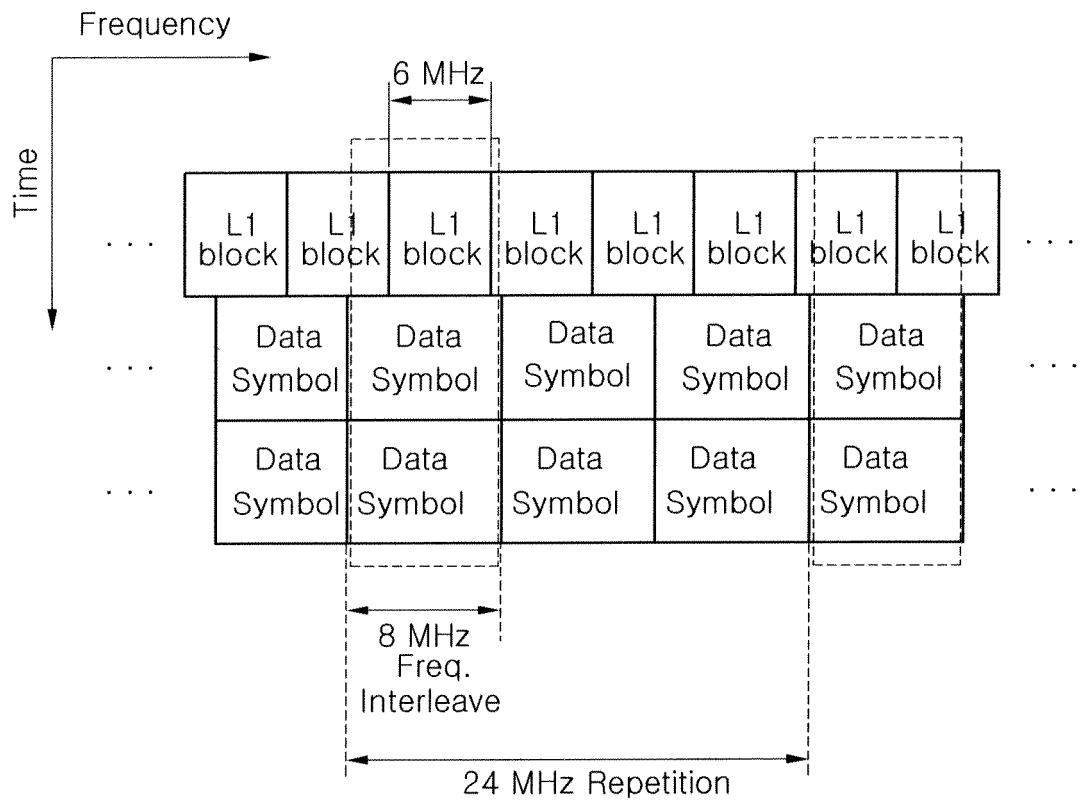 Frequency
6 MHz
Time
L1 L1 L1 L1 L1 L1 L1 L1
... block block block block block block block block ...
Data Data Data Data Data
... Symbol Symbol Symbol Symbol Symbol ...
Data Data Data Data Data
... Symbol Symbol Symbol Symbol Symbol ...
8 MHz
Freq.
Interleave
24 MHz Repetition